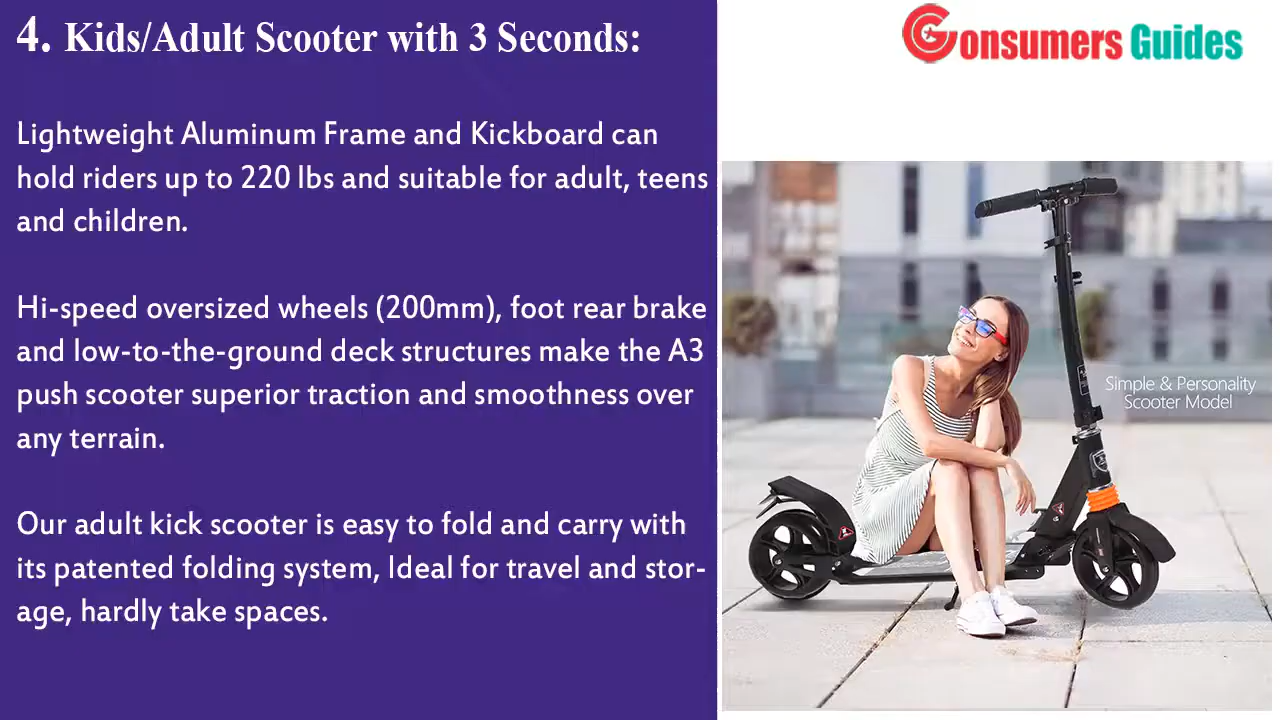 4. Kids/Adult Scooter with 3 Seconds:
Consumers Guides
Lightweight Aluminum Frame and Kickboard can
hold riders up to 220 lbs and suitable for adult, teens
and children.
Hi-speed oversized wheels (200mm), foot rear brake
and low-to-the-ground deck structures make the A3
push scooter superior traction and smoothness over
any terrain.
Our adult kick scooter is easy to fold and carry with
its patented folding system, Ideal for travel and stor-
age, hardly take spaces.
Simple & Personality
Scooter Model